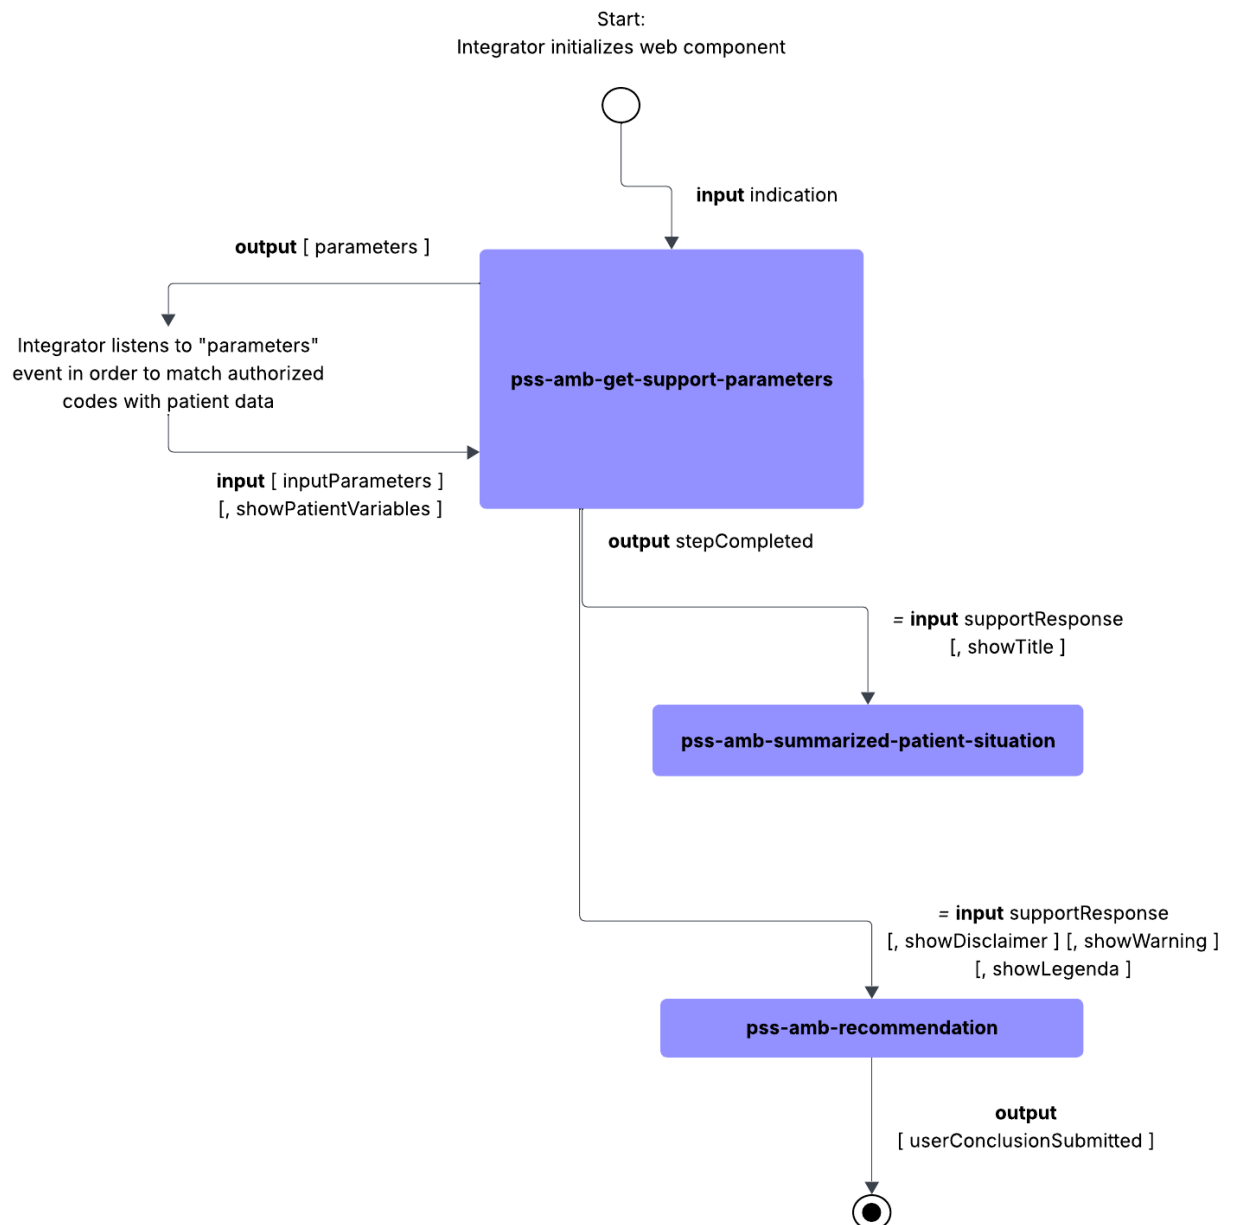 Start:
Integrator initializes web component
input indication
output [ parameters ]
Integrator listens to "parameters"
event in order to match authorized
codes with patient data
input [ inputParameters ]
[, showPatientVariables ]
pss-amb-get-support-parameters
output stepCompleted
= input supportResponse
[, showTitle ]
pss-amb-summarized-patient-situation
= input supportResponse
[, showDisclaimer ] [, showWarning ]
[, showLegenda ]
pss-amb-recommendation
output
[ userConclusionSubmitted ]